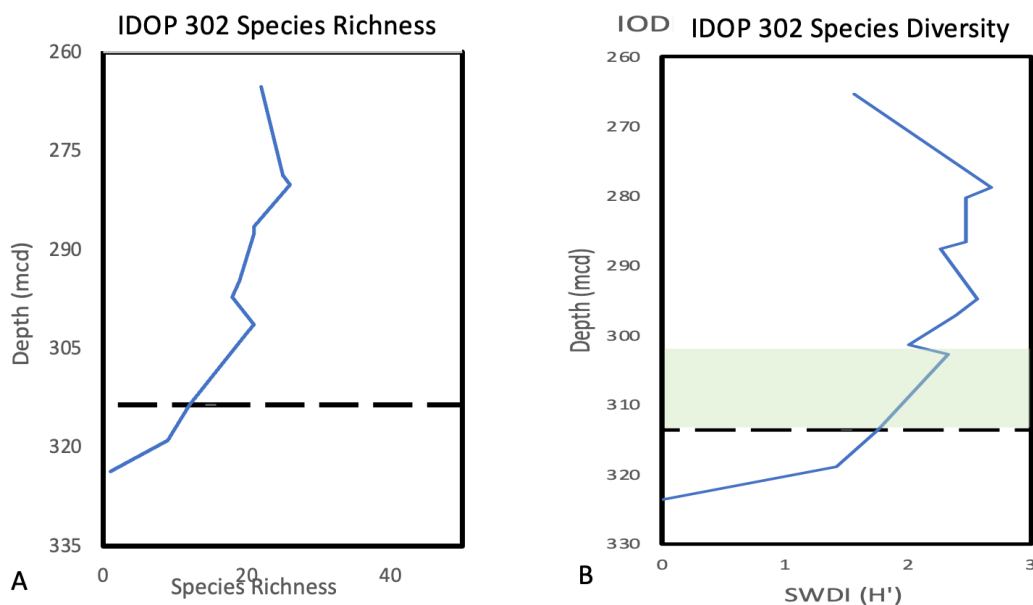 IDOP 302 Species Richness
260
275
290
305
320
335
Depth (mcd)
0
20
40
Species Richness
A
IOD
IDOP 302 Species Diversity
260
270
280
290
300
310
320
330
Depth (mcd)
0
1
2
3
SWDI (H')
B